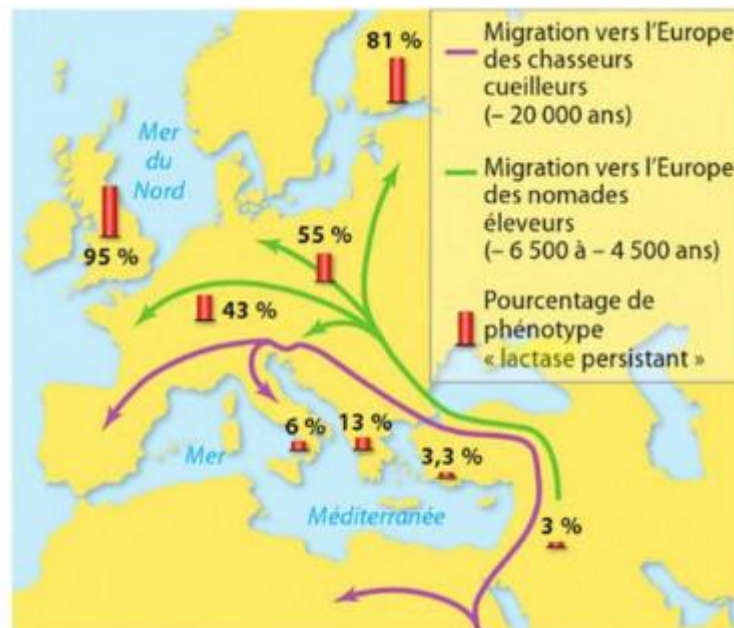 81 %
Mer
du
Nord
95 %
55 %
43 %
6 %
13 %
3,3 %
3 %
Mer
Méditerranée
Migration vers l'Europe
des chasseurs
cueilleurs
(– 20 000 ans)
Migration vers l'Europe
des nomades
éleveurs
(– 6 500 à – 4 500 ans)
Pourcentage de
phénotype
« lactase persistant »